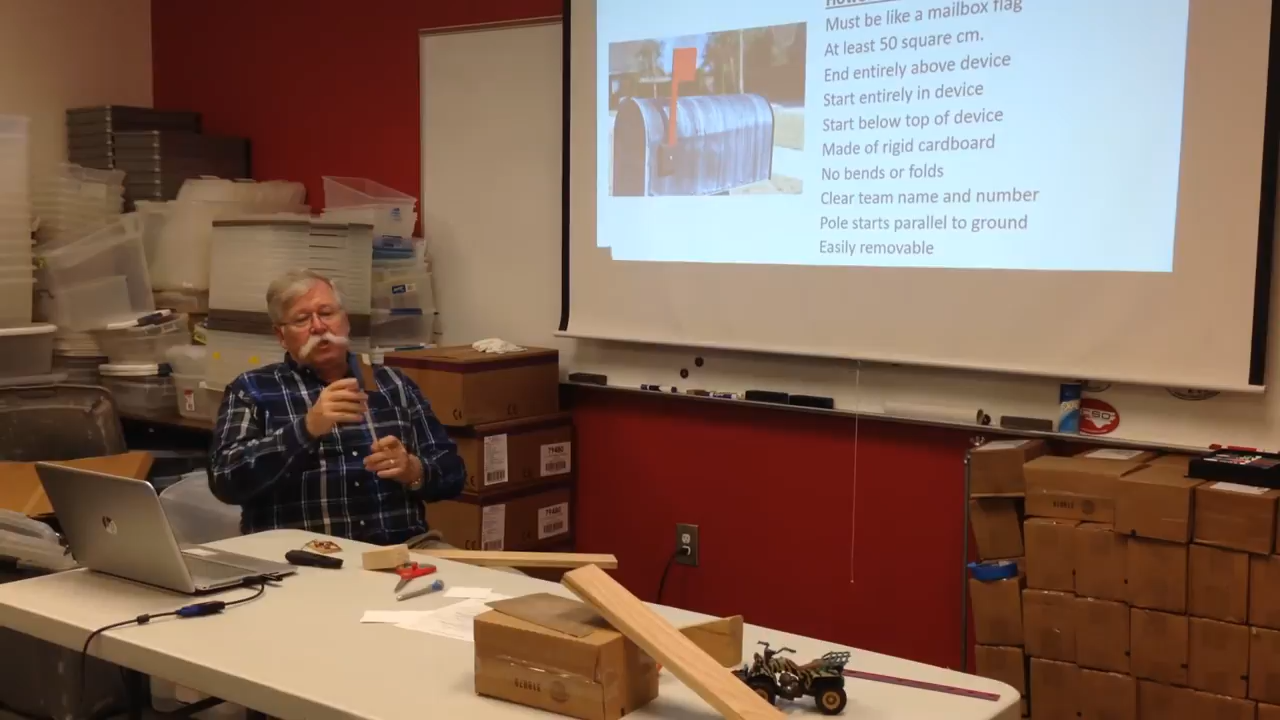 Must be like a mailbox flag
At least 50 square cm.
End entirely above device
Start entirely in device
Start below top of device
Made of rigid cardboard
No bends or folds
Clear team name and number
Pole starts parallel to ground
Easily removable
hp